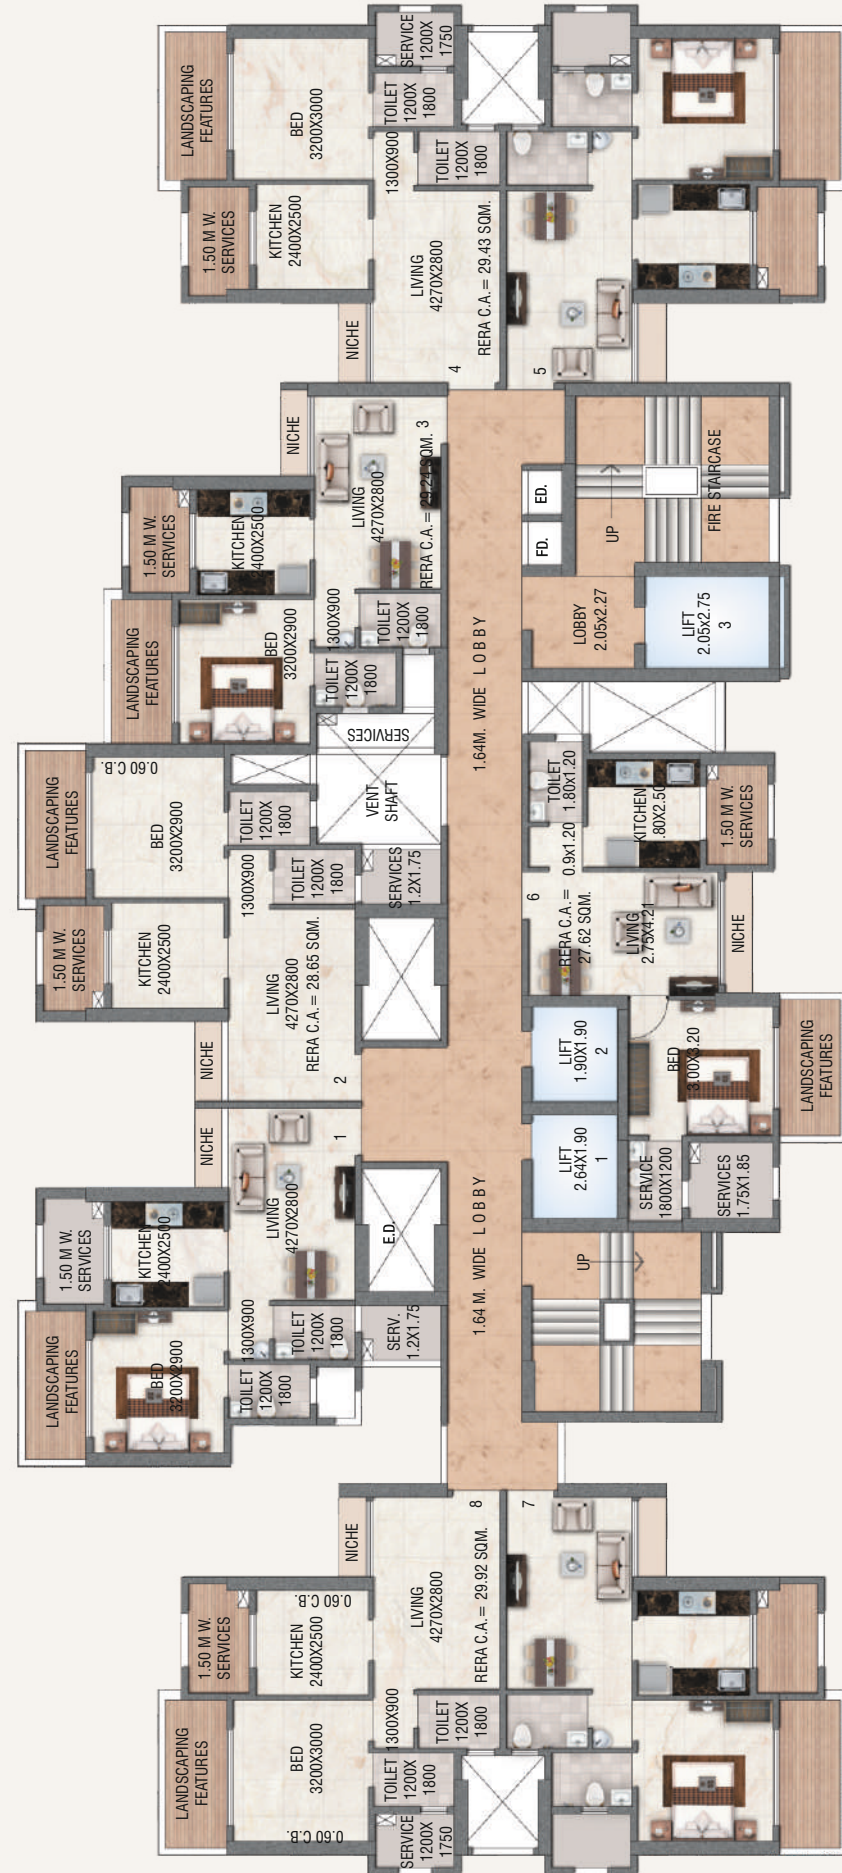 SERVICE
1200X
1750
LANDSCAPING
FEATURES
BED
3200X3000
TOILET
1200X
1800
1300X900
TOILET
1200X
1800
1.50 M W.
SERVICES
KITCHEN
2400X2500
LIVING
4270X2800
RERA C.A.= 29.43 SQM.
NICHE
4
5
NICHE
LIVING
4270X2800
RERA C.A.= 29.24 SQM.
3
1.50 M W.
SERVICES
KITCHEN
400X2500
ED.
FD.
UP
FIRE STAIRCASE
LANDSCAPING
FEATURES
BED
3200X2900
1300X900
TOILET
1200X
1800
TOILET
1200X
1800
LOBBY
2.05x2.27
LIFT
2.05x2.75
3
SERVICES
VENT
SHAFT
1.64M. WIDE LOBBY
LANDSCAPING
FEATURES
0.60 C.B.
BED
3200X2900
TOILET
1200X
1800
1300X900
TOILET
1200X
1800
SERVICES
1.2X1.75
TOILET
1.80x1.20
KITCHEN
.80X2.50
1.50 M W.
SERVICES
0.9x1.20
6
RERA C.A.=
27.62 SQM.
LIVING
2.75x4.21
NICHE
1.50 M W.
SERVICES
KITCHEN
2400X2500
LIVING
4270X2800
RERA C.A.= 28.65 SQM.
NICHE
2
LIFT
1.90X1.90
2
BED
3.00X3.20
LANDSCAPING
FEATURES
NICHE
1
LIVING
4270X2800
LIFT
2.64X1.90
1
SERVICE
1800X1200
SERVICES
1.75X1.85
1.50 M W.
SERVICES
KITCHEN
2400X2500
E.D.
1.64 M. WIDE LOBBY
UP
LANDSCAPING
FEATURES
BED
3200X2900
1300X900
TOILET
1200X
1800
TOILET
1200X
1800
SERV.
1.2X1.75
NICHE
8
7
LIVING
4270X2800
RERA C.A.= 29.92 SQM.
1.50 M W.
SERVICES
KITCHEN
2400X2500
0.60 C.B.
LANDSCAPING
FEATURES
BED
3200X3000
0.60 C.B.
1300X900
TOILET
1200X
1800
TOILET
1200X
1800
SERVICE
1200X
1750